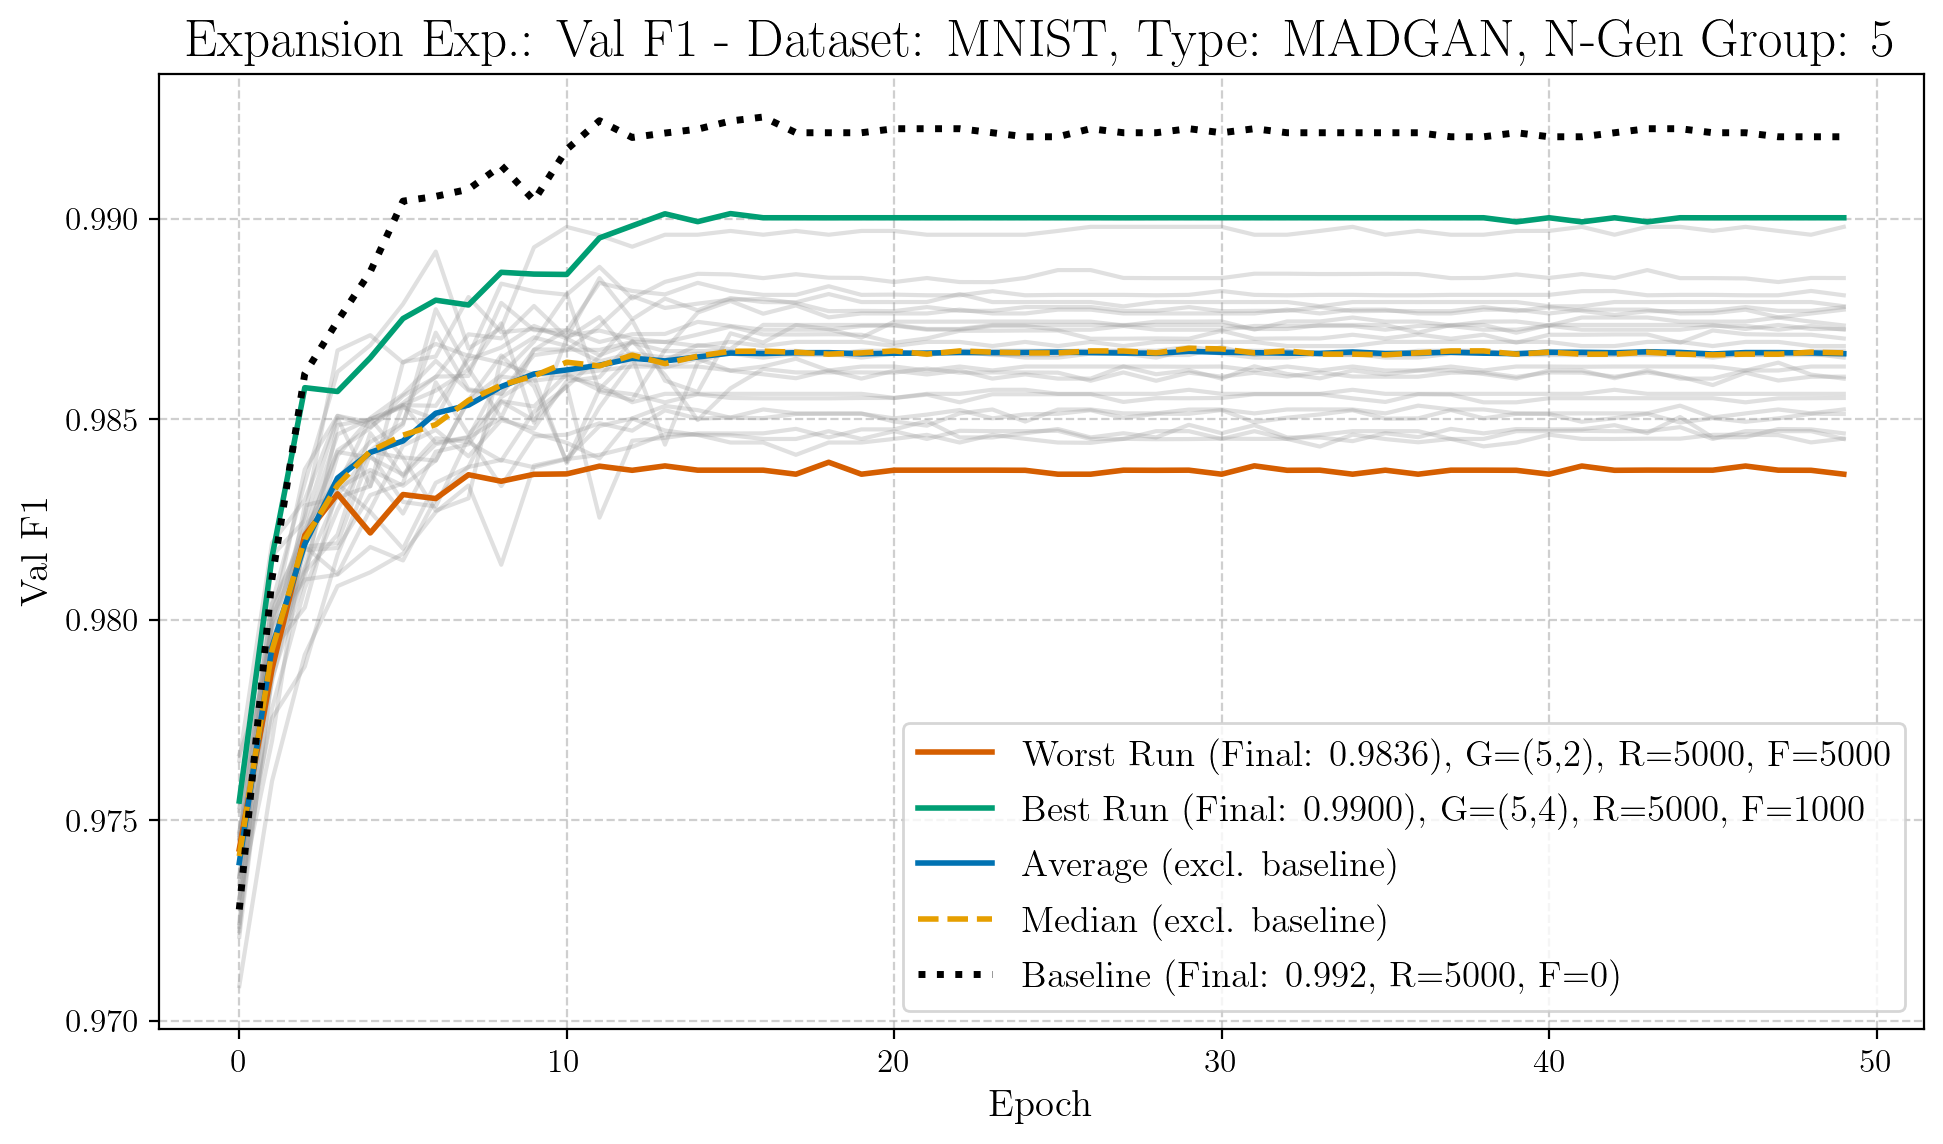 Expansion Exp.: Val F1 - Dataset: MNIST, Type: MADGAN, N-Gen Group: 5
Val F1
0.990
0.985
0.980
0.975
0.970
Worst Run (Final: 0.9836), G=(5,2), R=5000, F=5000
Best Run (Final: 0.9900), G=(5,4), R=5000, F=1000
Average (excl. baseline)
Median (excl. baseline)
Baseline (Final: 0.992, R=5000, F=0)
0 10 20 30 40 50
Epoch